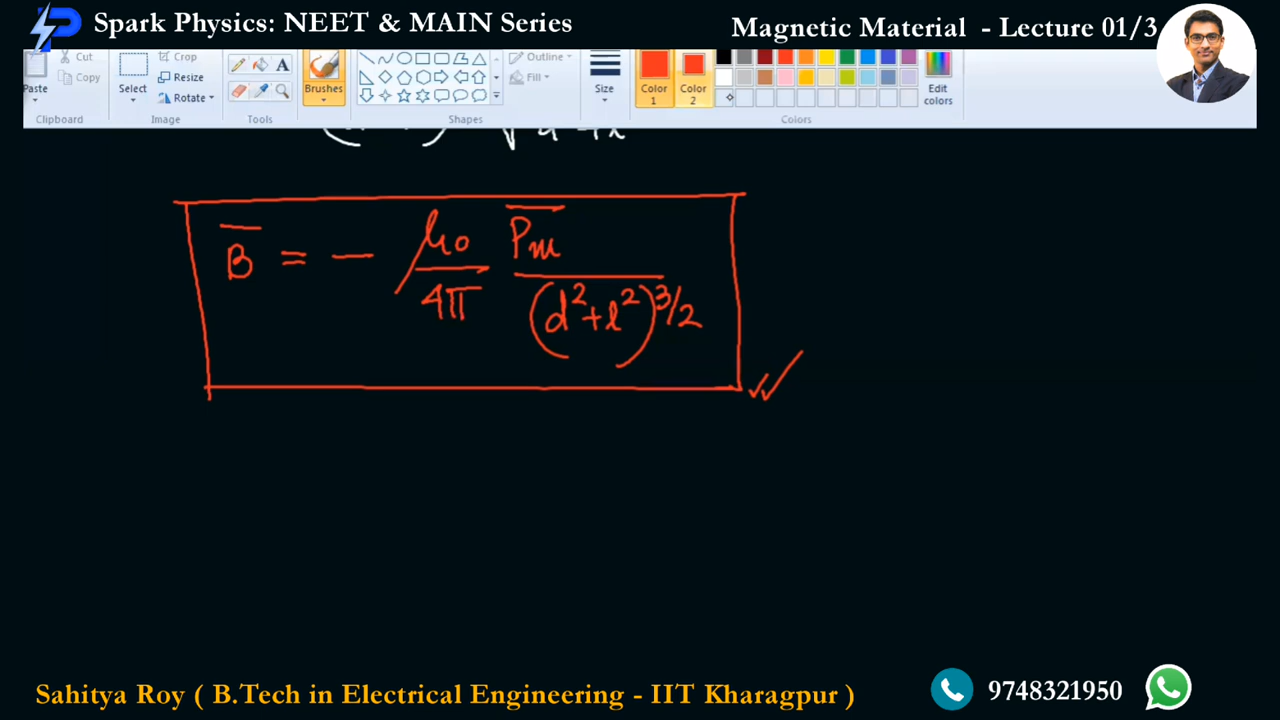 Spark Physics: NEET & MAIN Series
Magnetic Material - Lecture 01/3
Cut
Crop
Outline
Copy
Resize
Fill
Paste
Select
Rotate
Brushes
Size
Color 1
Color 2
Edit colors
Clipboard
Image
Tools
Shapes
Colors
B̅ = - μ₀/4π P̅m/(d²+l²)^3/2
Sahitya Roy ( B.Tech in Electrical Engineering - IIT Kharagpur )
9748321950